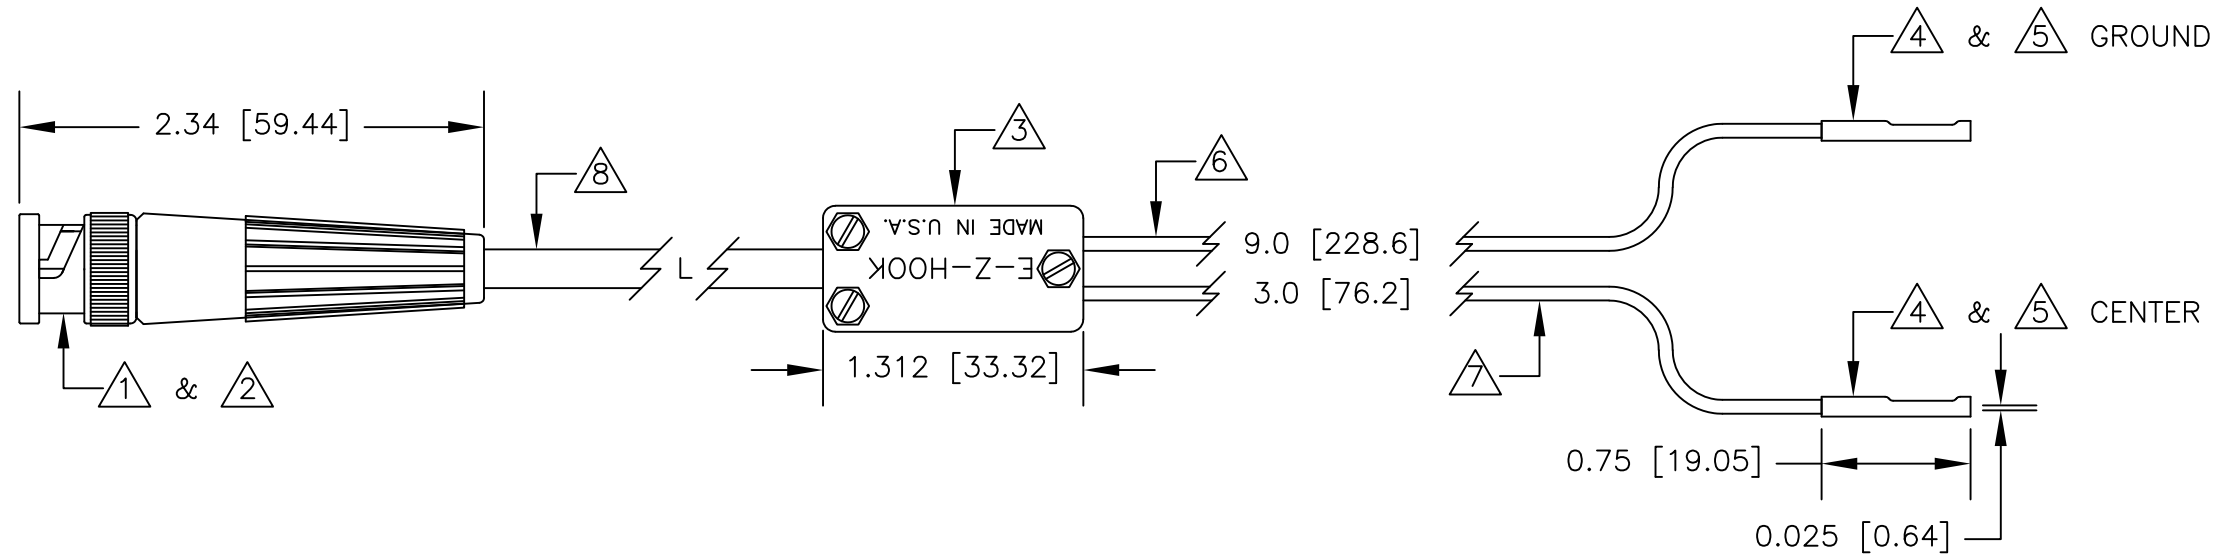 4 & 5 GROUND
2.34 [59.44]
3
8
6
MADE IN U.S.A.
E-Z-HOOK
L
9.0 [228.6]
3.0 [76.2]
4 & 5 CENTER
1.312 [33.32]
7
1 & 2
0.75 [19.05]
0.025 [0.64]